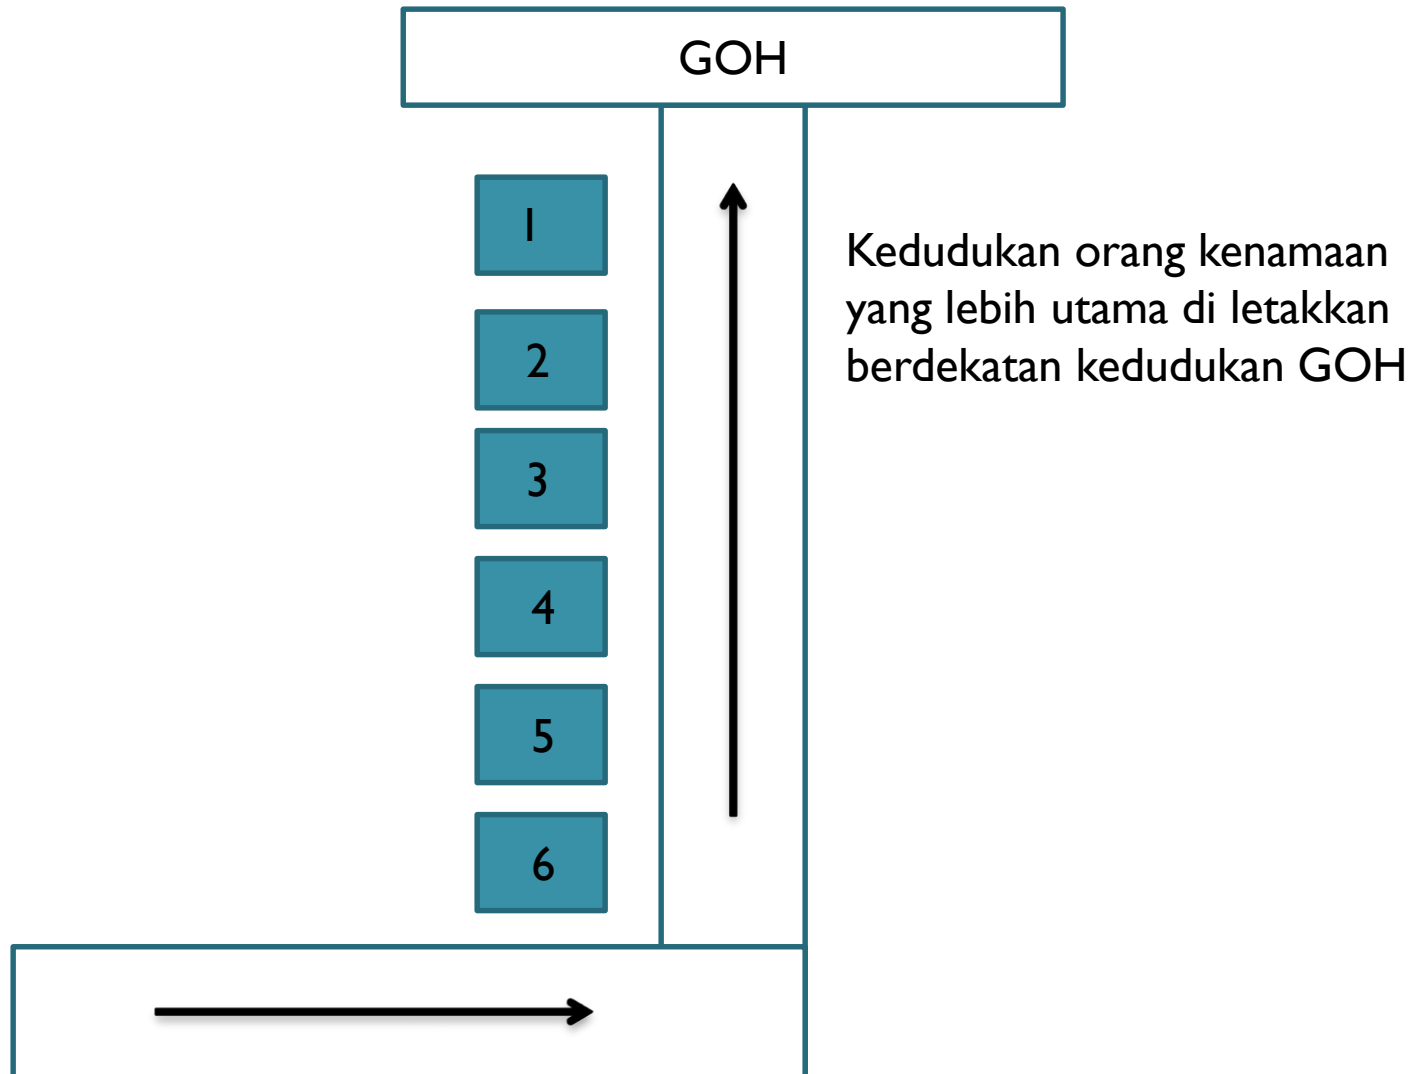 GOH
1
2
3
4
5
6
Kedudukan orang kenamaan
yang lebih utama di letakkan
berdekatan kedudukan GOH